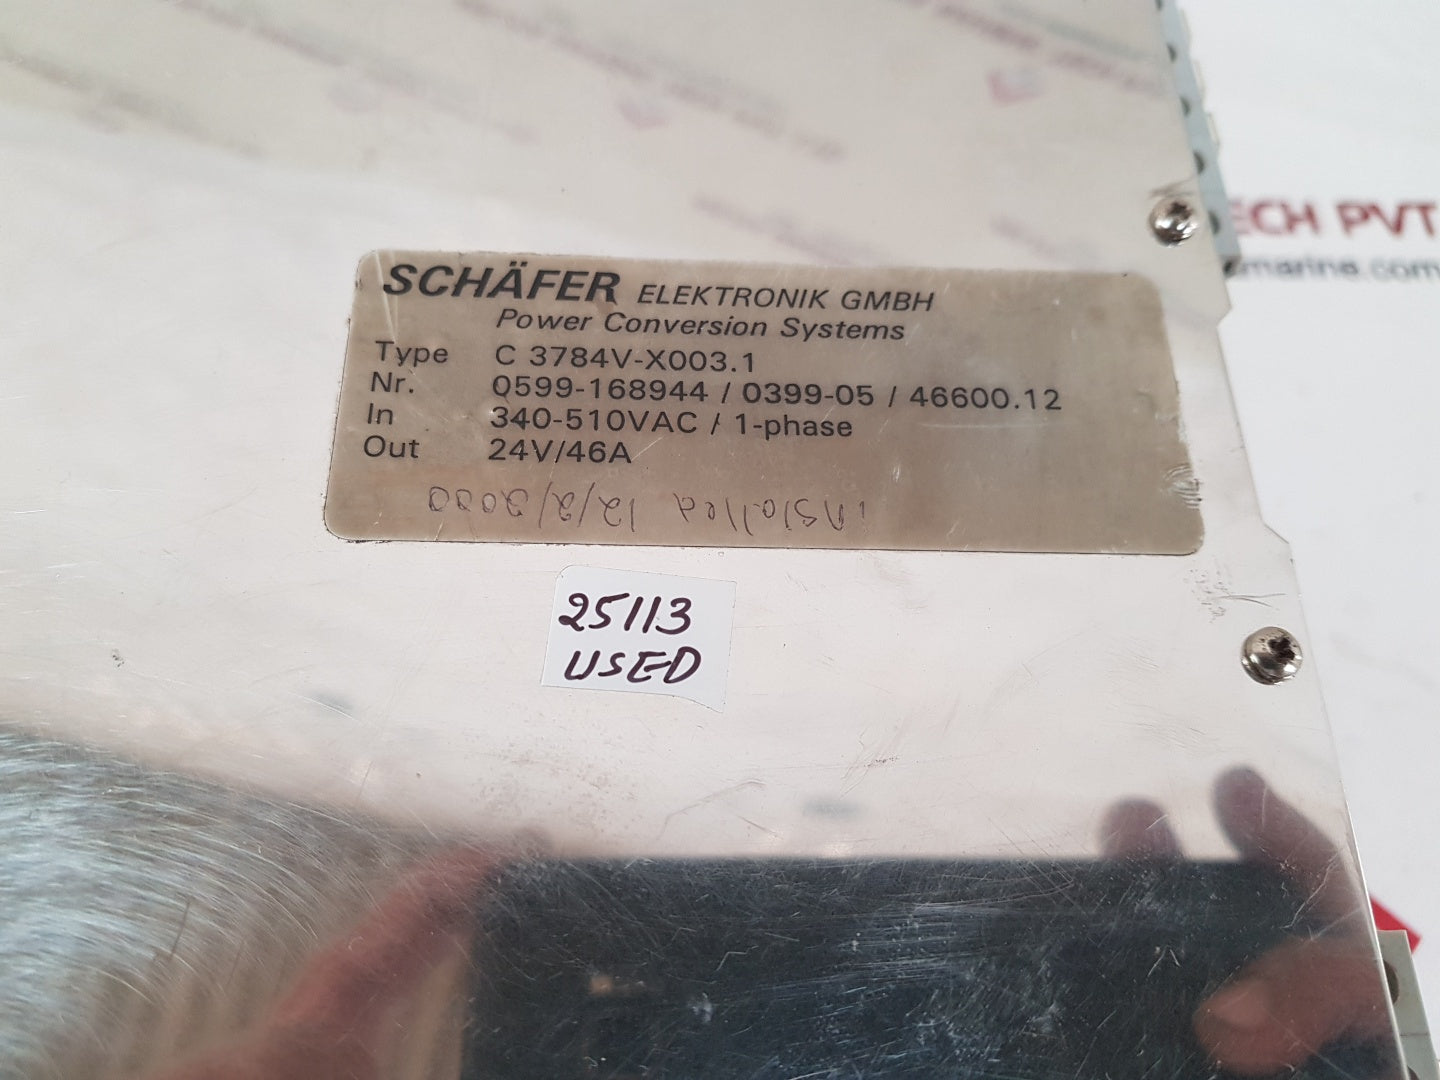 SCHÄFER ELEKTRONIK GMBH
Power Conversion Systems
Type C 3784V-X003.1
Nr. 0599-168944 / 0399-05 / 46600.12
In 340-510VAC / 1-phase
Out 24V/46A
installed 12/2/2000
25113
USED
ECH PVT
marine.com